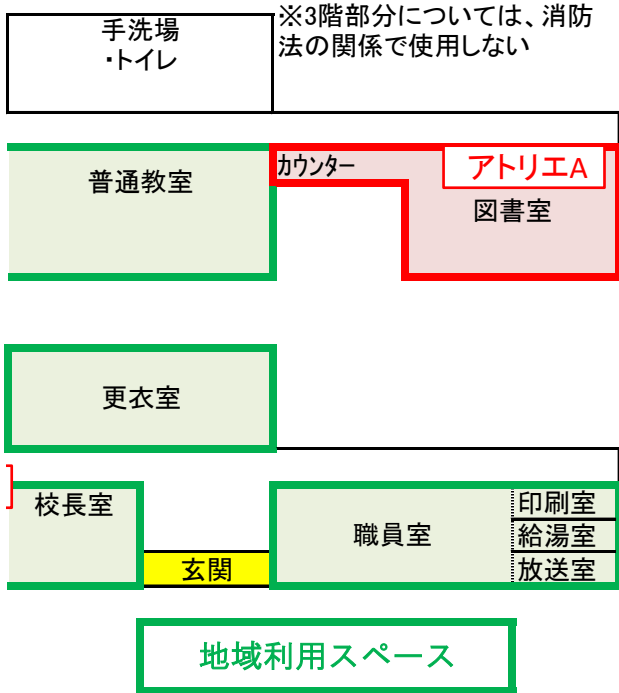 手洗場
・トイレ
※3階部分については、消防
法の関係で使用しない
普通教室
カウンター
アトリエA
図書室
更衣室
校長室
玄関
職員室
印刷室
給湯室
放送室
地域利用スペース